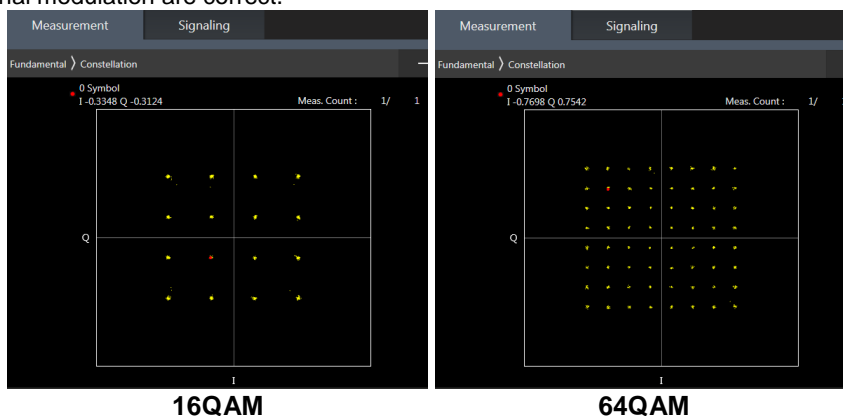 nal modulation are correct.
Measurement Signaling
Fundamental 〉 Constellation
0 Symbol
I -0.3348 Q -0.3124 Meas. Count : 1/ 1
Q
I
16QAM
Measurement Signaling
Fundamental 〉 Constellation
0 Symbol
I -0.7698 Q 0.7542 Meas. Count : 1/
Q
I
64QAM